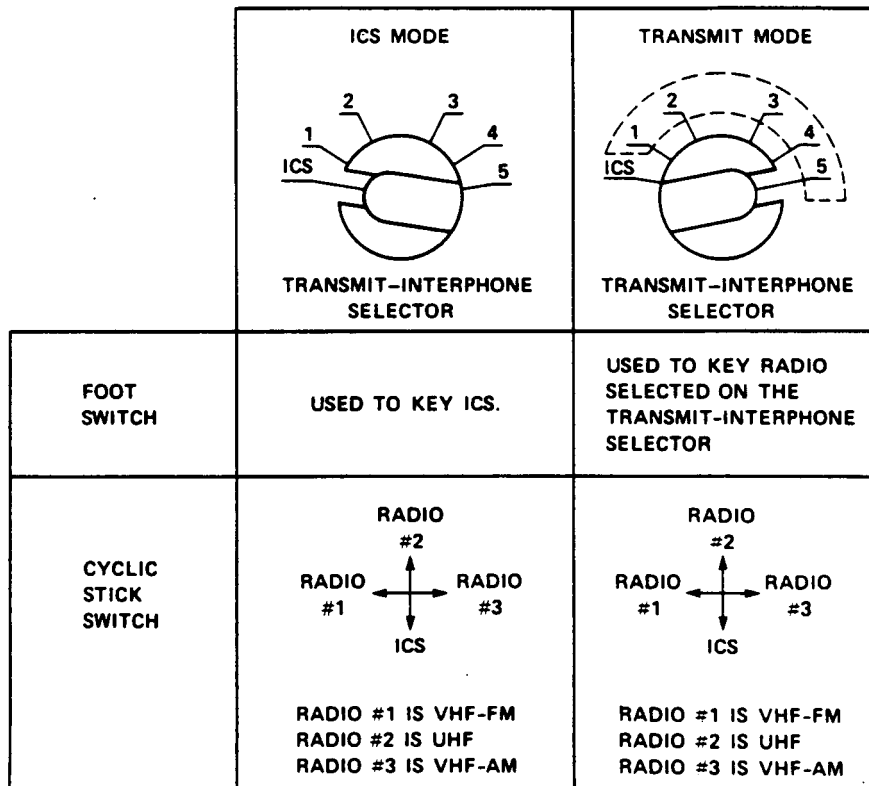 ICS MODE
2
3
1
4
ICS
5
TRANSMIT-INTERPHONE
SELECTOR
TRANSMIT MODE
2
3
1
4
ICS
5
TRANSMIT-INTERPHONE
SELECTOR
FOOT
SWITCH
USED TO KEY ICS.
USED TO KEY RADIO
SELECTED ON THE
TRANSMIT-INTERPHONE
SELECTOR
CYCLIC
STICK
SWITCH
RADIO
#2
RADIO
#1
RADIO
#3
ICS
RADIO #1 IS VHF-FM
RADIO #2 IS UHF
RADIO #3 IS VHF-AM
RADIO
#2
RADIO
#1
RADIO
#3
ICS
RADIO #1 IS VHF-FM
RADIO #2 IS UHF
RADIO #3 IS VHF-AM